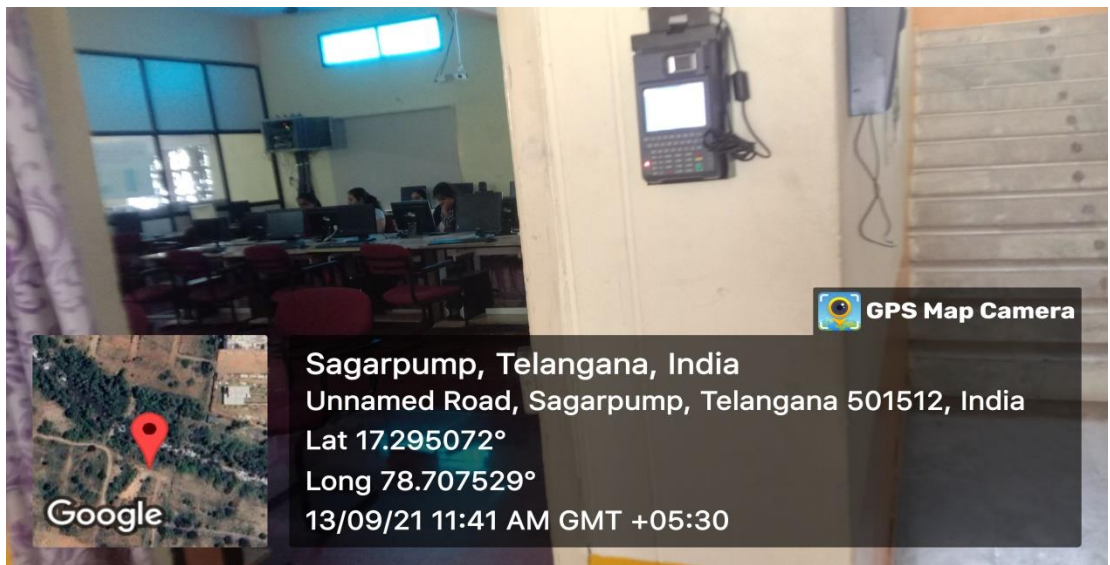 GPS Map Camera
Sagarpump, Telangana, India
Unnamed Road, Sagarpump, Telangana 501512, India
Lat 17.295072°
Long 78.707529°
13/09/21 11:41 AM GMT +05:30
Google